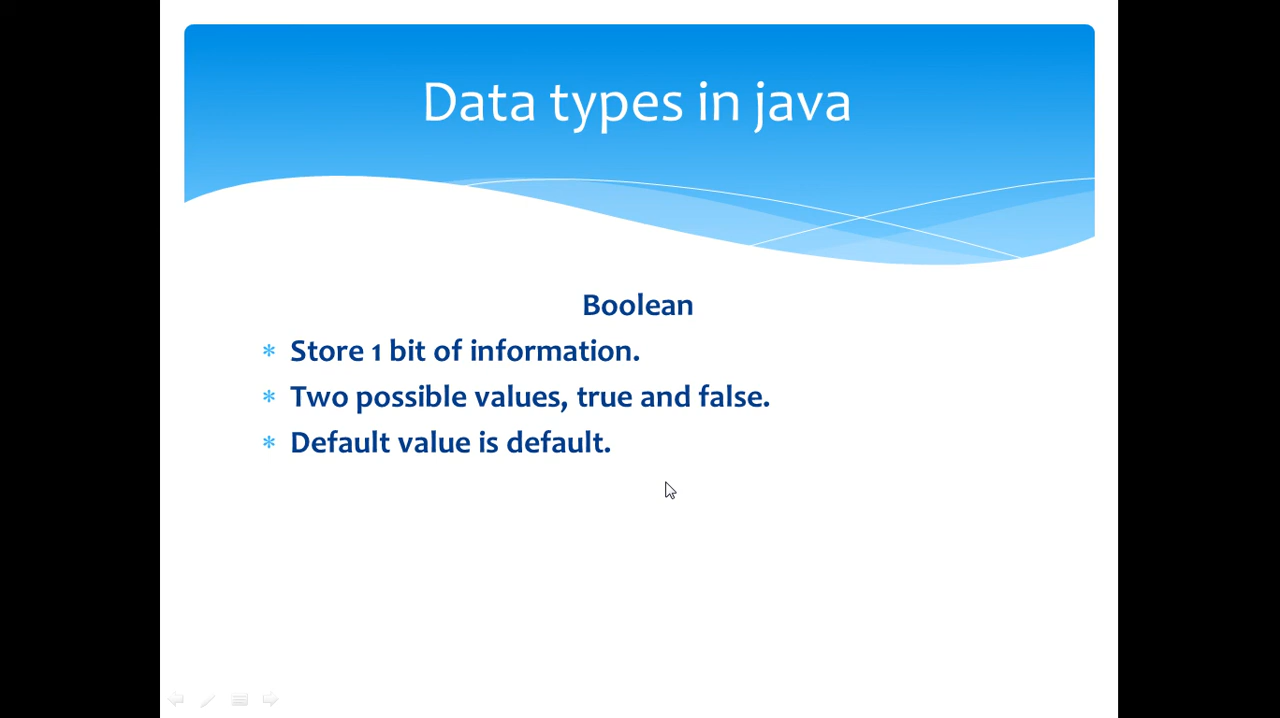 Data types in java
Boolean
* Store 1 bit of information.
* Two possible values, true and false.
* Default value is default.